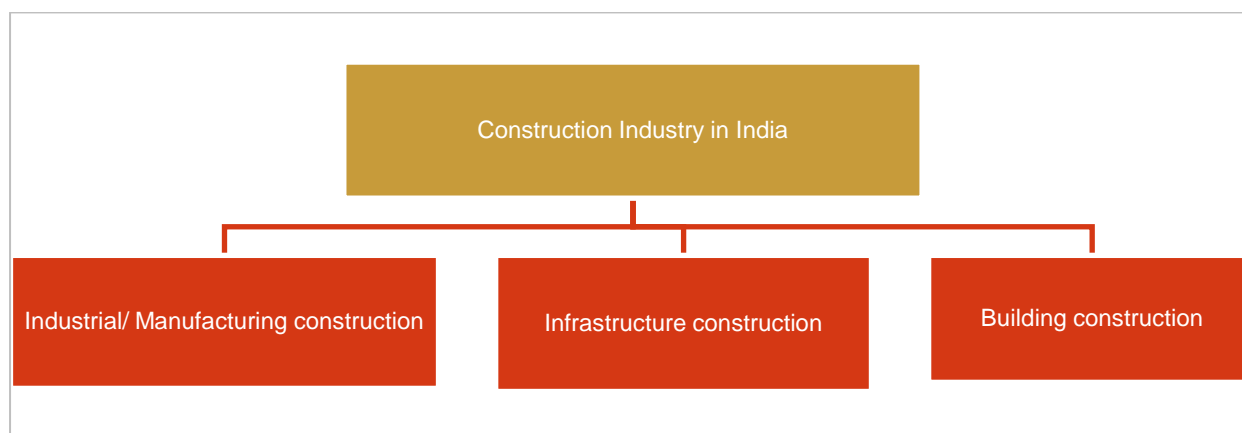 Construction Industry in India
Industrial/ Manufacturing construction
Infrastructure construction
Building construction